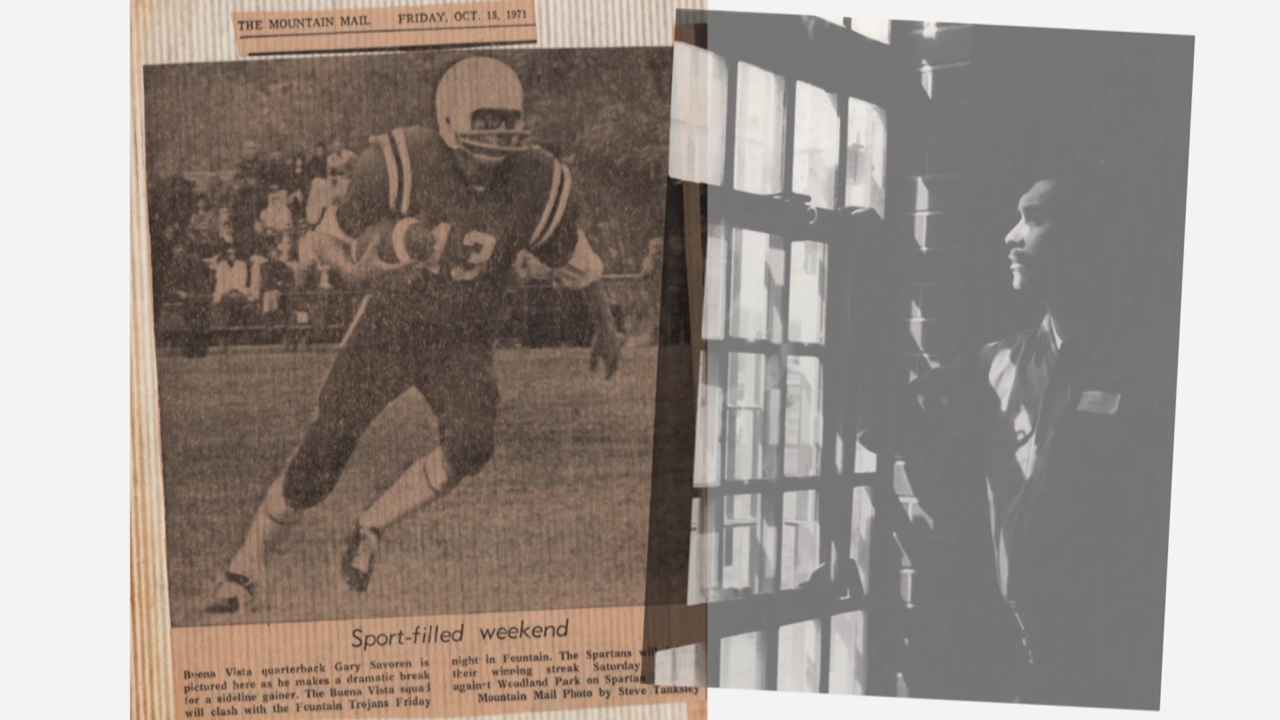 THE MOUNTAIN MAIL FRIDAY, OCT. 15, 1971
13
Sport-filled weekend
Buena Vista quarterback Gary Savoren is
pictured here as he makes a dramatic break
for a sideline gainer. The Buena Vista squad
will clash with the Fountain Trojans Friday
night in Fountain. The Spartans
their winning streak Saturday
against Woodland Park on Spartan
Mountain Mail Photo by Steve Tanksley